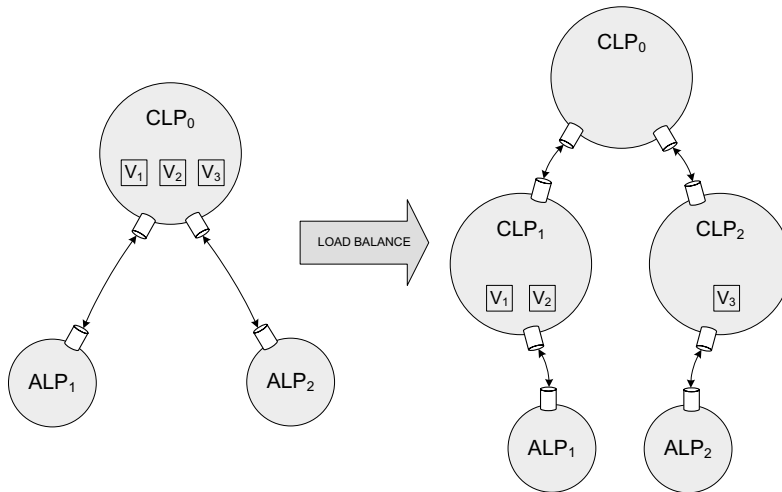 CLP₀
V₁ V₂ V₃
ALP₁
ALP₂
LOAD BALANCE
CLP₀
CLP₁
V₁ V₂
CLP₂
V₃
ALP₁
ALP₂